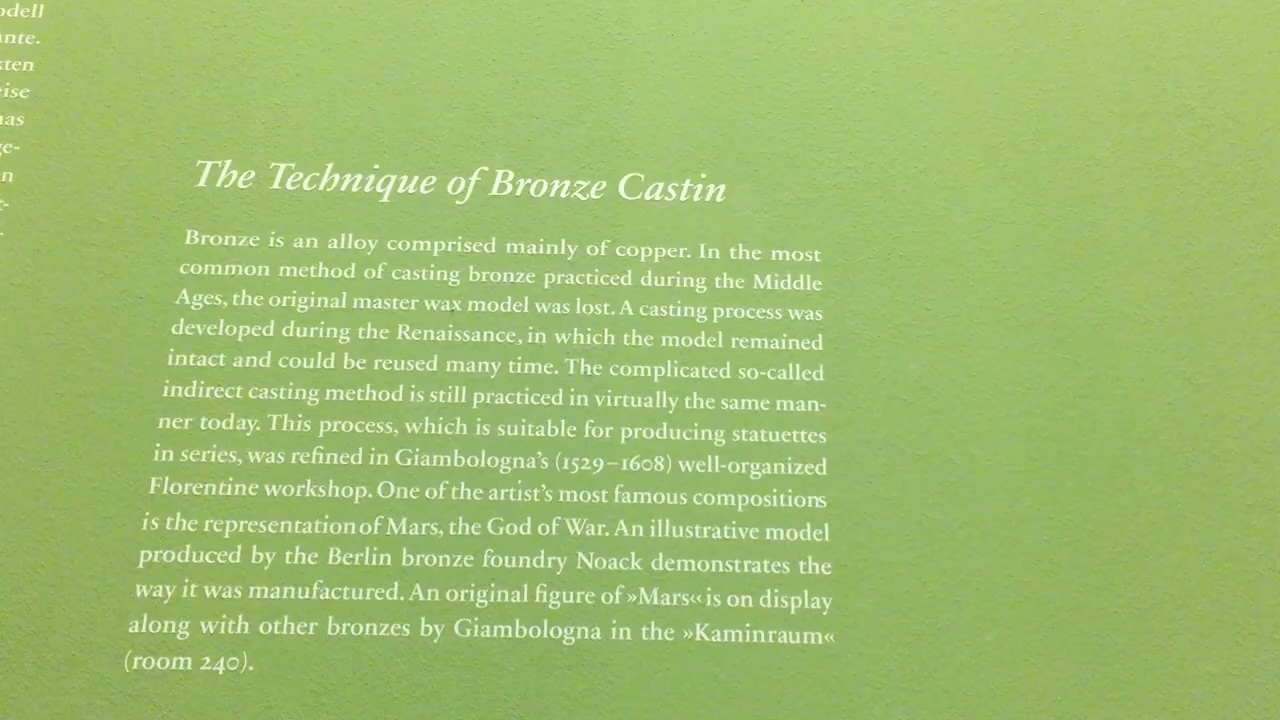 odell
nte.
kten
eise
as
ge-
n
t-
The Technique of Bronze Castin
Bronze is an alloy comprised mainly of copper. In the most
common method of casting bronze practiced during the Middle
Ages, the original master wax model was lost. A casting process was
developed during the Renaissance, in which the model remained
intact and could be reused many time. The complicated so-called
indirect casting method is still practiced in virtually the same man-
ner today. This process, which is suitable for producing statuettes
in series, was refined in Giambologna’s (1529–1608) well-organized
Florentine workshop. One of the artist’s most famous compositions
is the representation of Mars, the God of War. An illustrative model
produced by the Berlin bronze foundry Noack demonstrates the
way it was manufactured. An original figure of »Mars« is on display
along with other bronzes by Giambologna in the »Kaminraum«
(room 240).